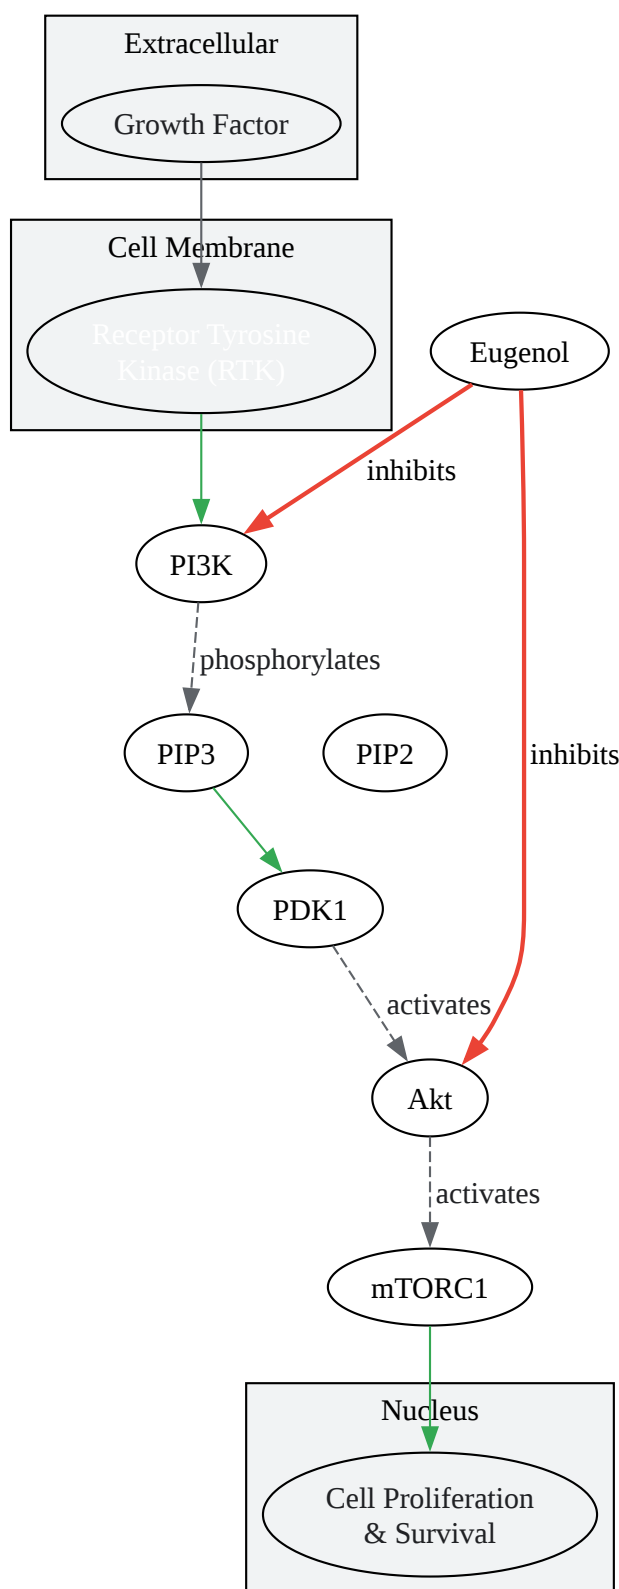 Extracellular
Growth Factor
Cell Membrane
Receptor Tyrosine
Kinase (RTK)
Eugenol
inhibits
PI3K
phosphorylates
PIP3
PIP2
inhibits
PDK1
activates
Akt
activates
mTORC1
Nucleus
Cell Proliferation
& Survival